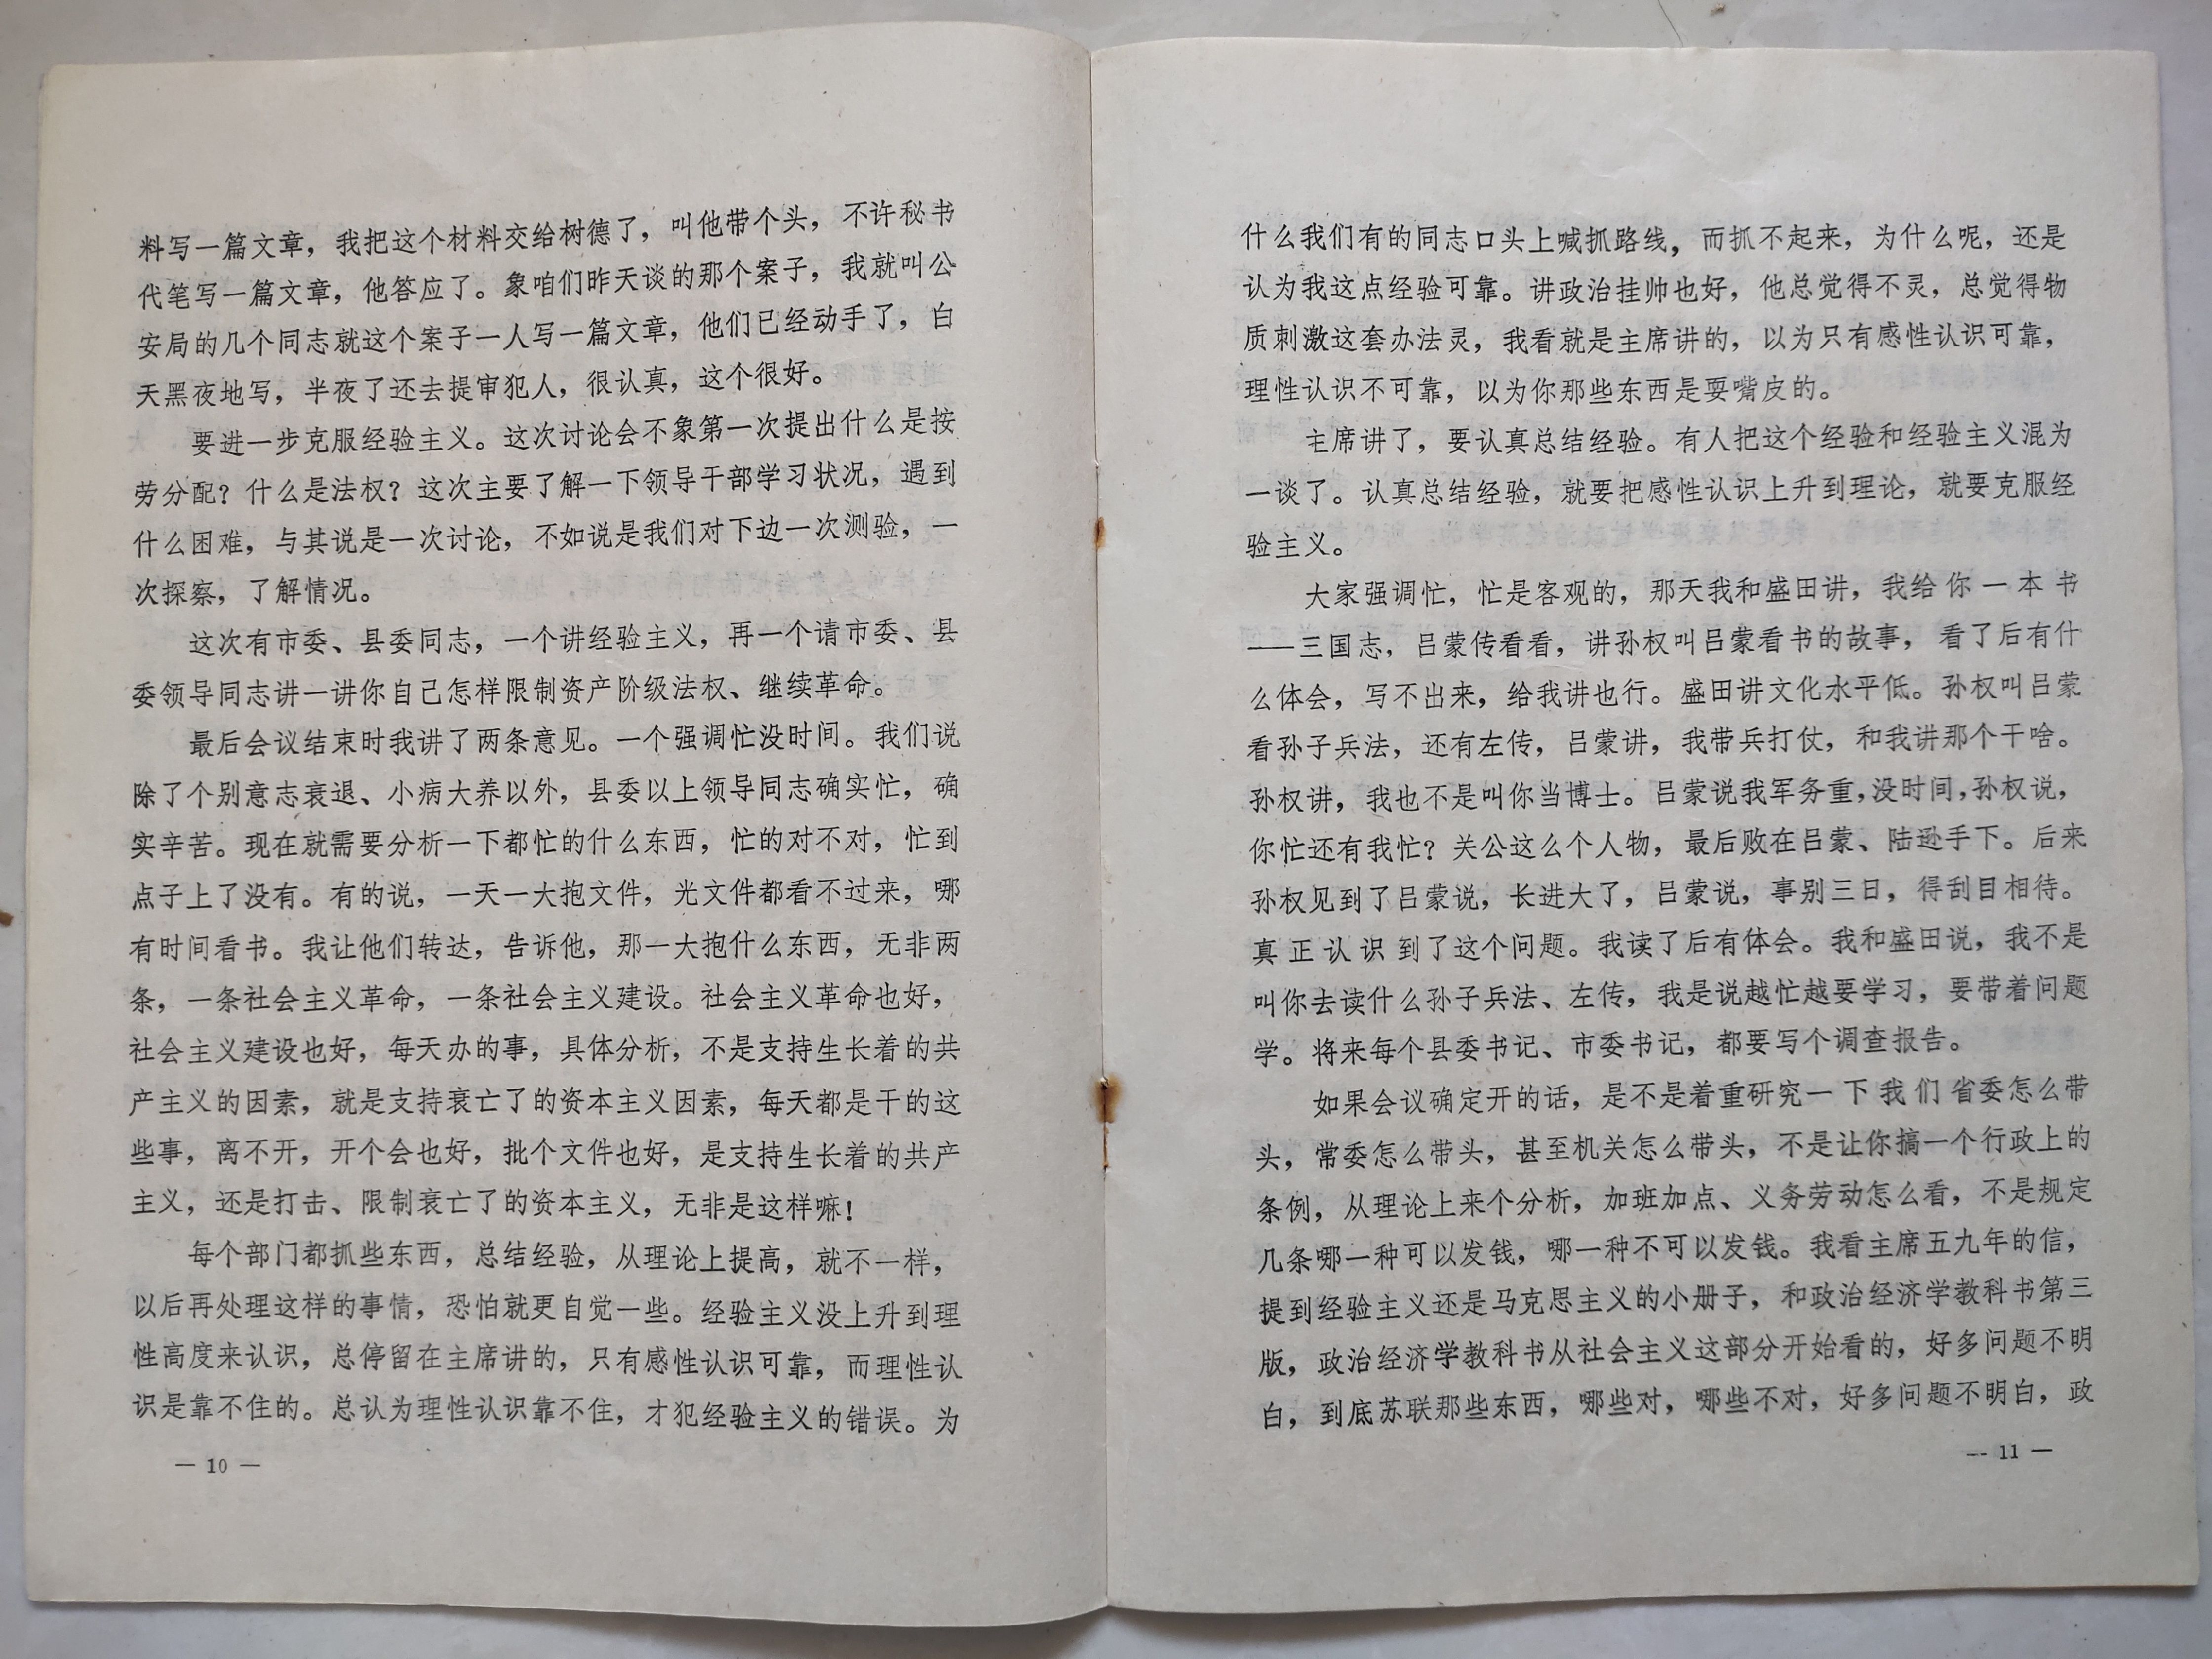 料写一篇文章，我把这个材料交给树德了，叫他带个头，不许秘书
代笔写一篇文章，他答应了。象咱们昨天谈的那个案子，我就叫公
安局的几个同志就这个案子一人写一篇文章，他们已经动手了，白
天黑夜地写，半夜了还去提审犯人，很认真，这个很好。
要进一步克服经验主义。这次讨论会不象第一次提出什么是按
劳分配？什么是法权？这次主要了解一下领导干部学习状况，遇到
什么困难，与其说是一次讨论，不如说是我们对下边一次测验，一
次探察，了解情况。
这次有市委、县委同志，一个讲经验主义，再一个请市委、县
委领导同志讲一讲你自己怎样限制资产阶级法权、继续革命。
最后会议结束时我讲了两条意见。一个强调忙没时间。我们说
除了个别意志衰退、小病大养以外，县委以上领导同志确实忙，确
实辛苦。现在就需要分析一下都忙的什么东西，忙的对不对，忙到
点子上了没有。有的说，一天一大抱文件，光文件都看不过来，哪
有时间看书。我让他们转达，告诉他，那一大抱什么东西，无非两
条，一条社会主义革命，一条社会主义建设。社会主义革命也好，
社会主义建设也好，每天办的事，具体分析，不是支持生长着的共
产主义的因素，就是支持衰亡了的资本主义因素，每天都是干的这
些事，离不开，开个会也好，批个文件也好，是支持生长着的共产
主义，还是打击、限制衰亡了的资本主义，无非是这样嘛！
每个部门都抓些东西，总结经验，从理论上提高，就不一样，
以后再处理这样的事情，恐怕就更自觉一些。经验主义没上升到理
性高度来认识，总停留在主席讲的，只有感性认识可靠，而理性认
识是靠不住的。总认为理性认识靠不住，才犯经验主义的错误。为
— 10 —
什么我们有的同志口头上喊抓路线，而抓不起来，为什么呢，还是
认为我这点经验可靠。讲政治挂帅也好，他总觉得不灵，总觉得物
质刺激这套办法灵，我看就是主席讲的，以为只有感性认识可靠，
理性认识不可靠，以为你那些东西是耍嘴皮的。
主席讲了，要认真总结经验。有人把这个经验和经验主义混为
一谈了。认真总结经验，就要把感性认识上升到理论，就要克服经
验主义。
大家强调忙，忙是客观的，那天我和盛田讲，我给你一本书
——三国志，吕蒙传看看，讲孙权叫吕蒙看书的故事，看了后有什
么体会，写不出来，给我讲也行。盛田讲文化水平低。孙权叫吕蒙
看孙子兵法，还有左传，吕蒙讲，我带兵打仗，和我讲那个干啥。
孙权讲，我也不是叫你当博士。吕蒙说我军务重，没时间，孙权说，
你忙还有我忙？关公这么个人物，最后败在吕蒙、陆逊手下。后来
孙权见到了吕蒙说，长进大了，吕蒙说，事别三日，得刮目相待。
真正认识到了这个问题。我读了后有体会。我和盛田说，我不是
叫你去读什么孙子兵法、左传，我是说越忙越要学习，要带着问题
学。将来每个县委书记、市委书记，都要写个调查报告。
如果会议确定开的话，是不是着重研究一下我们省委怎么带
头，常委怎么带头，甚至机关怎么带头，不是让你搞一个行政上的
条例，从理论上来个分析，加班加点、义务劳动怎么看，不是规定
几条哪一种可以发钱，哪一种不可以发钱。我看主席五九年的信，
提到经验主义还是马克思主义的小册子，和政治经济学教科书第三
版，政治经济学教科书从社会主义这部分开始看的，好多问题不明
白，到底苏联那些东西，哪些对，哪些不对，好多问题不明白，政
— 11 —